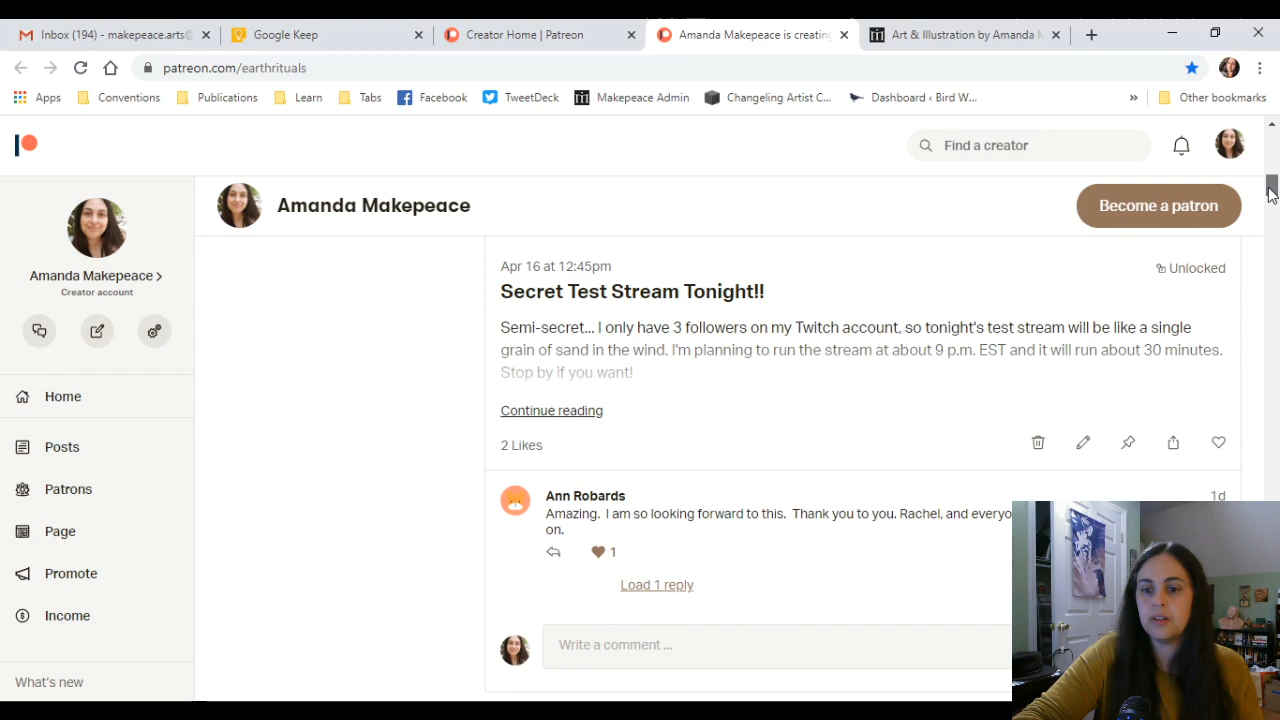 Inbox (194) - makepeace.arts@
Google Keep
Creator Home | Patreon
Amanda Makepeace is creating
Art & Illustration by Amanda M
patreon.com/earthrituals
Apps
Conventions
Publications
Learn
Tabs
Facebook
TweetDeck
Makepeace Admin
Changeling Artist C...
Dashboard ‹ Bird W...
»
Other bookmarks
Find a creator
Amanda Makepeace
Become a patron
Amanda Makepeace >
Creator account
Home
Posts
Patrons
Page
Promote
Income
What's new
Apr 16 at 12:45pm
Unlocked
Secret Test Stream Tonight!!
Semi-secret... I only have 3 followers on my Twitch account, so tonight's test stream will be like a single
grain of sand in the wind. I'm planning to run the stream at about 9 p.m. EST and it will run about 30 minutes.
Stop by if you want!
Continue reading
2 Likes
Ann Robards
1d
Amazing. I am so looking forward to this. Thank you to you. Rachel, and everyo
on.
1
Load 1 reply
Write a comment ...